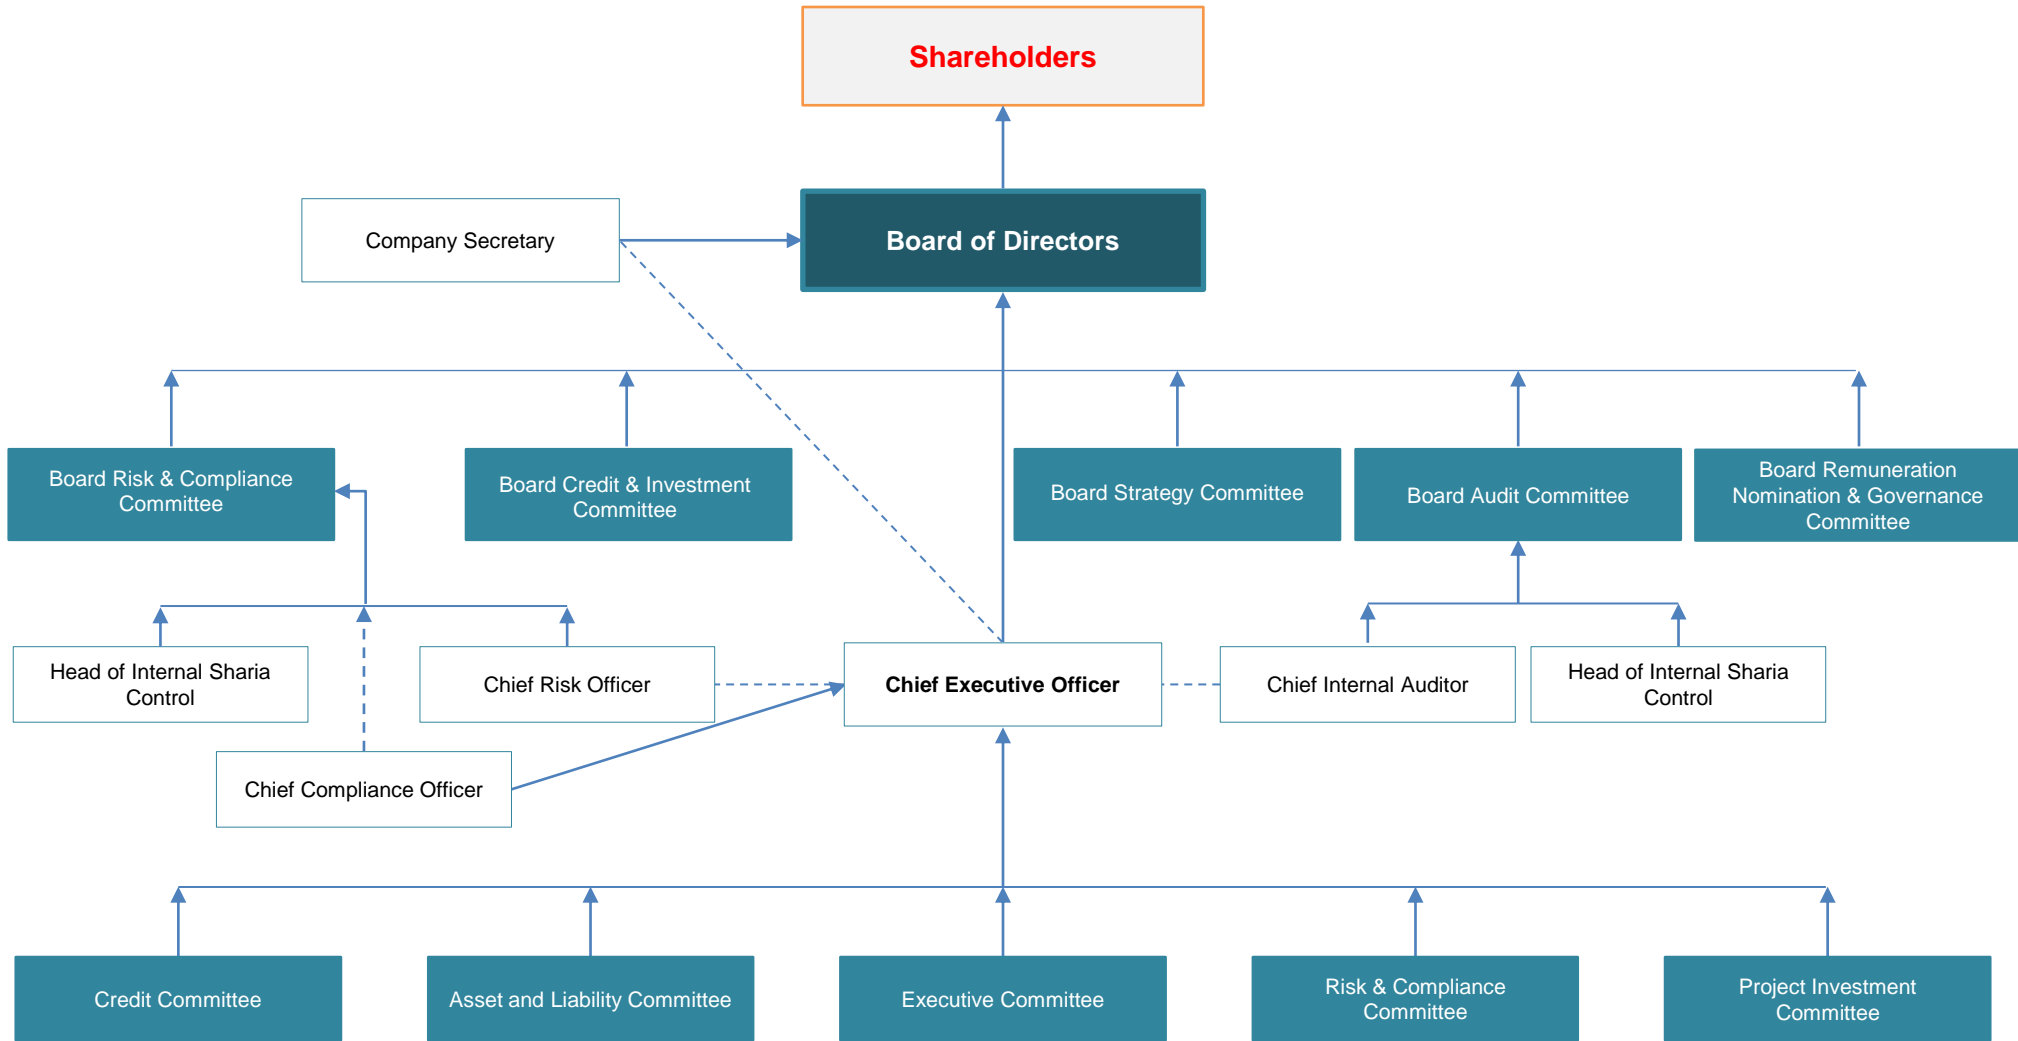 Shareholders
Company Secretary
Board of Directors
Board Risk & Compliance
Committee
Board Credit & Investment
Committee
Board Strategy Committee
Board Audit Committee
Board Remuneration
Nomination & Governance
Committee
Head of Internal Sharia
Control
Chief Risk Officer
Chief Executive Officer
Chief Internal Auditor
Head of Internal Sharia
Control
Chief Compliance Officer
Credit Committee
Asset and Liability Committee
Executive Committee
Risk & Compliance
Committee
Project Investment
Committee